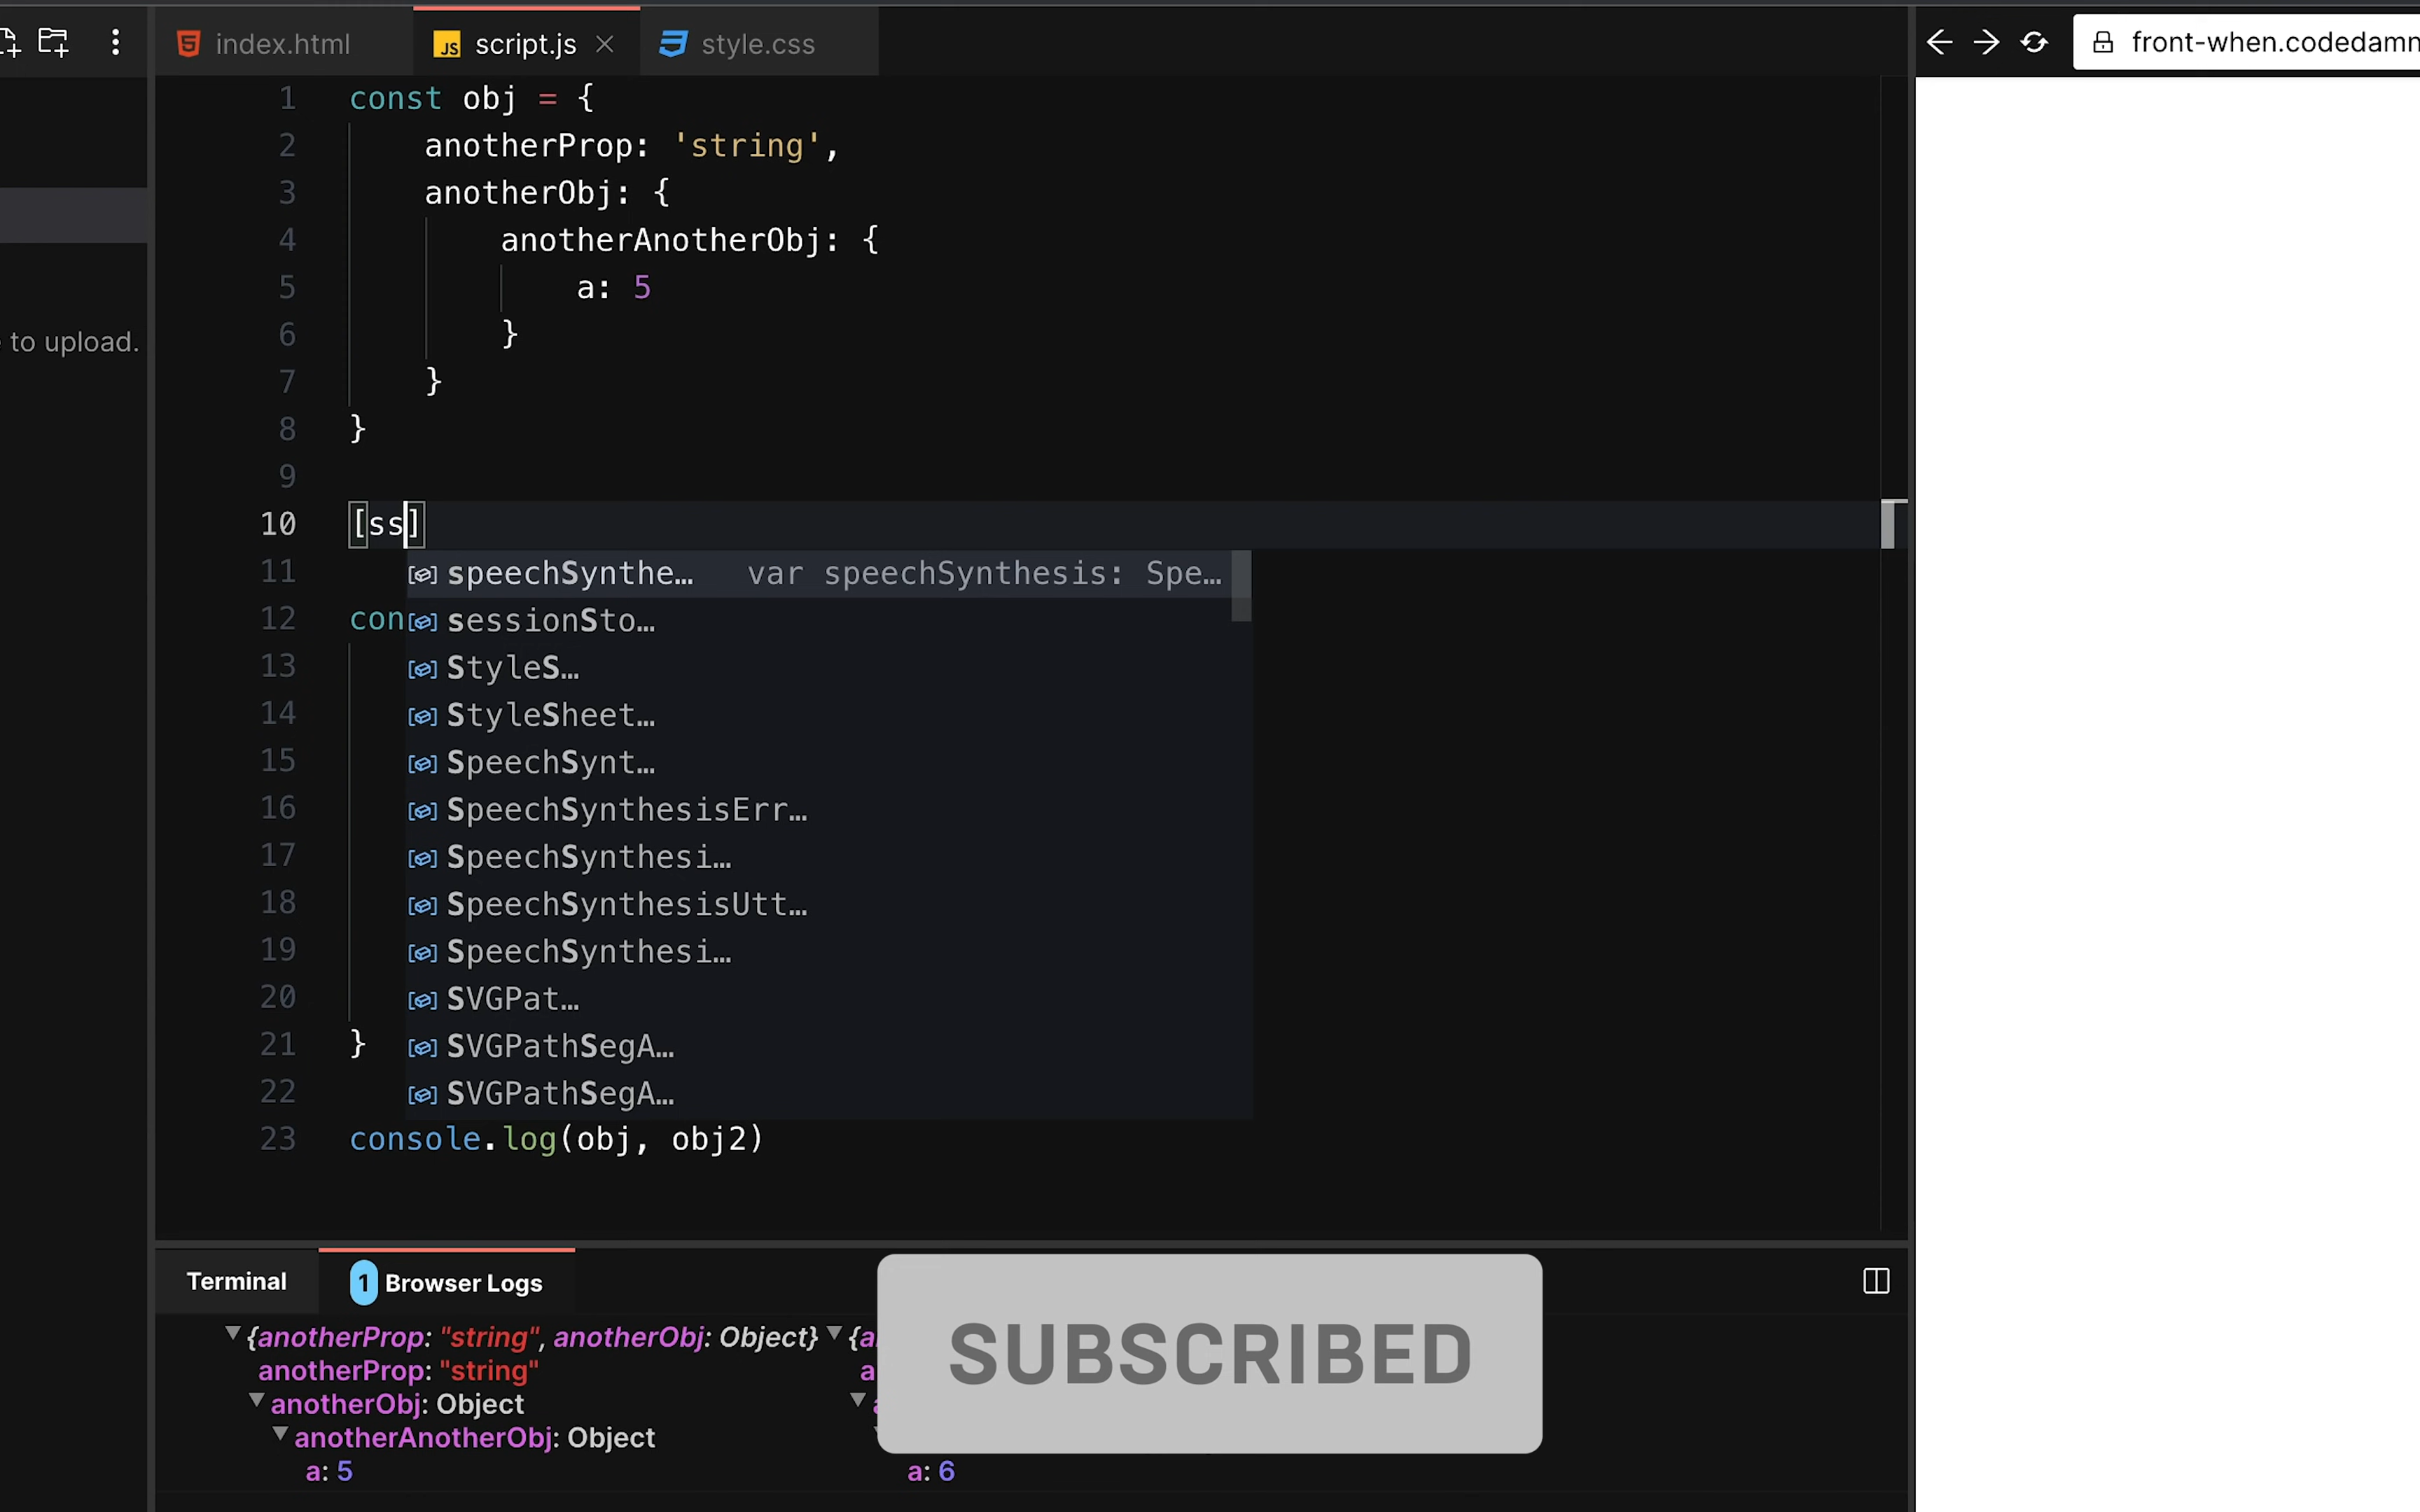 index.html
script.js
style.css
front-when.codedamn
to upload.
1 const obj = {
2 anotherProp: 'string',
3 anotherObj: {
4 anotherAnotherObj: {
5 a: 5
6 }
7 }
8 }
9
10 [ss]
11 speechSynthe… var speechSynthesis: Spe…
12 con sessionSto…
13 StyleS…
14 StyleSheet…
15 SpeechSynt…
16 SpeechSynthesisErr…
17 SpeechSynthesi…
18 SpeechSynthesisUtt…
19 SpeechSynthesi…
20 SVGPat…
21 } SVGPathSegA…
22 SVGPathSegA…
23 console.log(obj, obj2)
Terminal
1 Browser Logs
{anotherProp: "string", anotherObj: Object} {a
anotherProp: "string" a
anotherObj: Object
anotherAnotherObj: Object
a: 5 a: 6
SUBSCRIBED